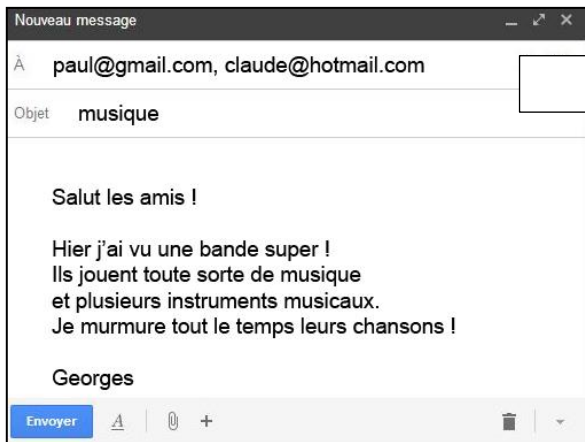 Nouveau message
À paul@gmail.com, claude@hotmail.com
Objet musique
Salut les amis !
Hier j'ai vu une bande super !
Ils jouent toute sorte de musique
et plusieurs instruments musicaux.
Je murmure tout le temps leurs chansons !
Georges
Envoyer A